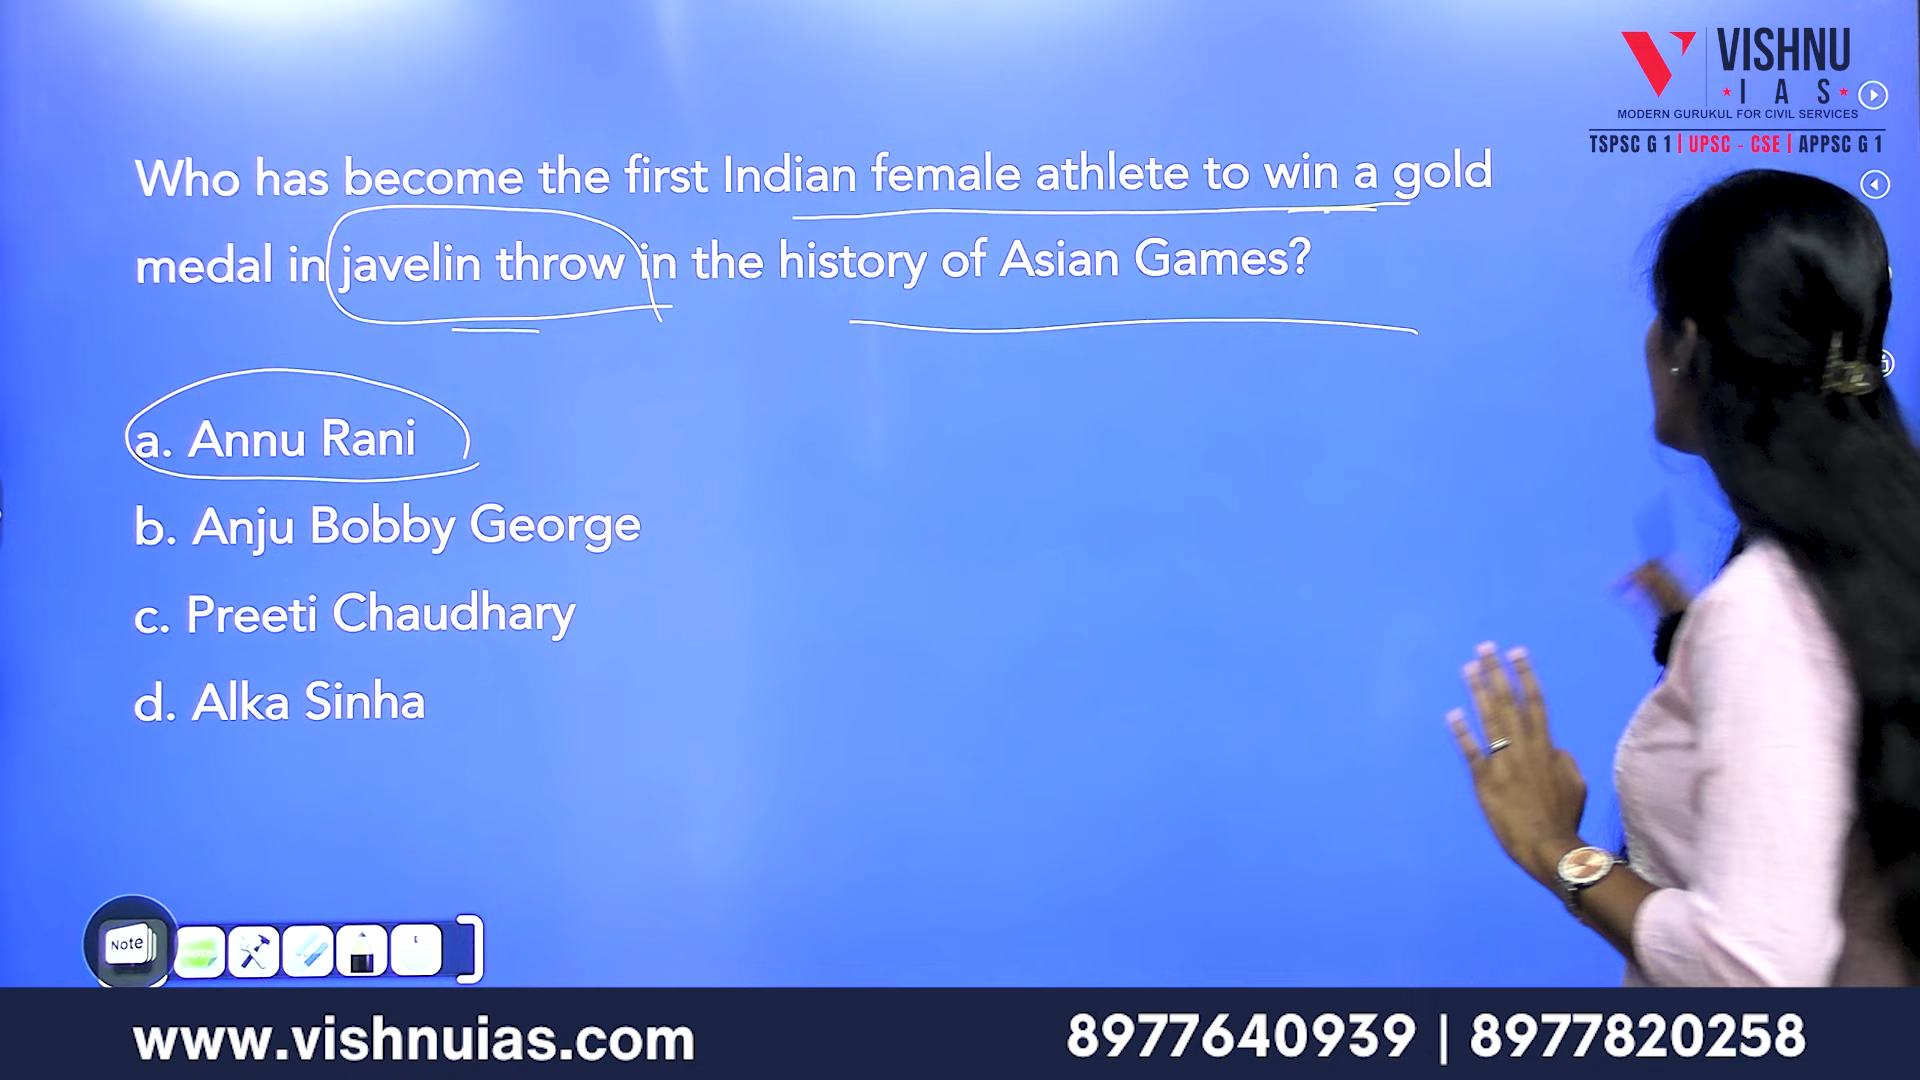 VISHNU
IAS
MODERN GURUKUL FOR CIVIL SERVICES
TSPSC G 1 | UPSC - CSE | APPSC G 1
Who has become the first Indian female athlete to win a gold
medal in javelin throw in the history of Asian Games?
a. Annu Rani
b. Anju Bobby George
c. Preeti Chaudhary
d. Alka Sinha
Note
www.vishnuias.com
8977640939 | 8977820258